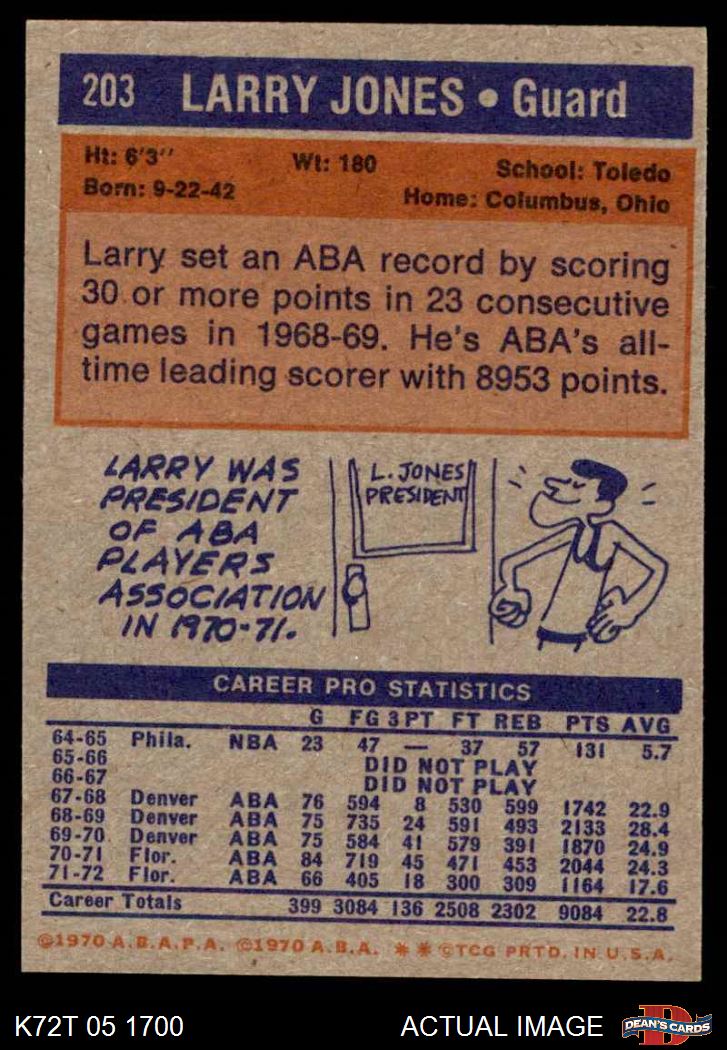 203 LARRY JONES • Guard
Ht: 6'3'' Wt: 180 School: Toledo
Born: 9-22-42 Home: Columbus, Ohio
Larry set an ABA record by scoring
30 or more points in 23 consecutive
games in 1968-69. He's ABA's all-
time leading scorer with 8953 points.
LARRY WAS
PRESIDENT
OF ABA
PLAYERS
ASSOCIATION
IN 1970-71.
L. JONES
PRESIDENT
CAREER PRO STATISTICS
G FG 3PT FT REB PTS AVG
64-65 Phila. NBA 23 47 — 37 57 131 5.7
65-66 DID NOT PLAY
66-67 DID NOT PLAY
67-68 Denver ABA 76 594 8 530 599 1742 22.9
68-69 Denver ABA 75 735 24 591 493 2133 28.4
69-70 Denver ABA 75 584 41 579 391 1870 24.9
70-71 Flor. ABA 84 719 45 471 453 2044 24.3
71-72 Flor. ABA 66 405 18 300 309 1164 17.6
Career Totals 399 3084 136 2508 2302 9084 22.8
©1970 A.B.A.P.A. ©1970 A.B.A. ✱ ✱ ©TCG PRTD. IN U.S.A.
K72T 05 1700 ACTUAL IMAGE D DEAN'S CARDS